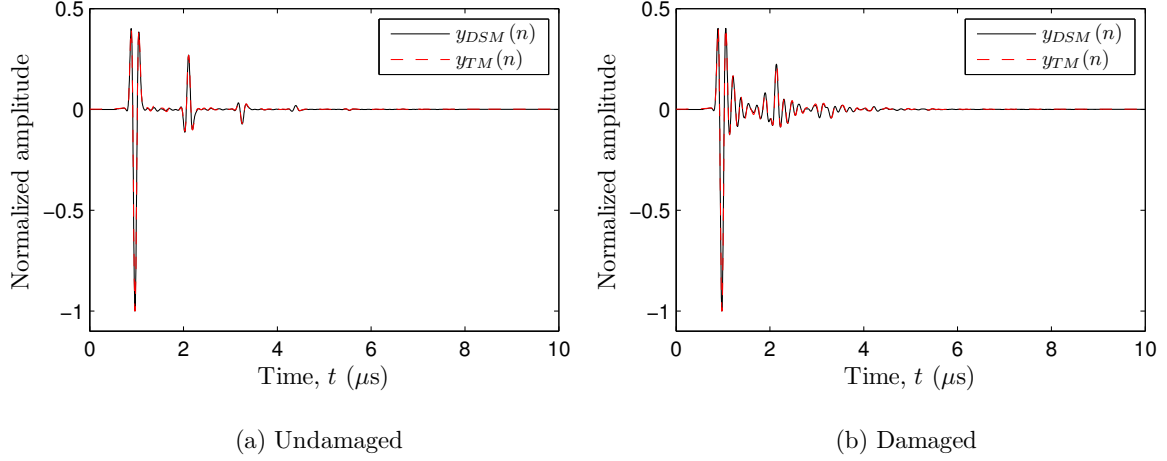 0.5
0
−0.5
−1
Normalized amplitude
y_DSM(n)
y_TM(n)
0 2 4 6 8 10
Time, t (μs)
(a) Undamaged
0.5
0
−0.5
−1
Normalized amplitude
y_DSM(n)
y_TM(n)
0 2 4 6 8 10
Time, t (μs)
(b) Damaged